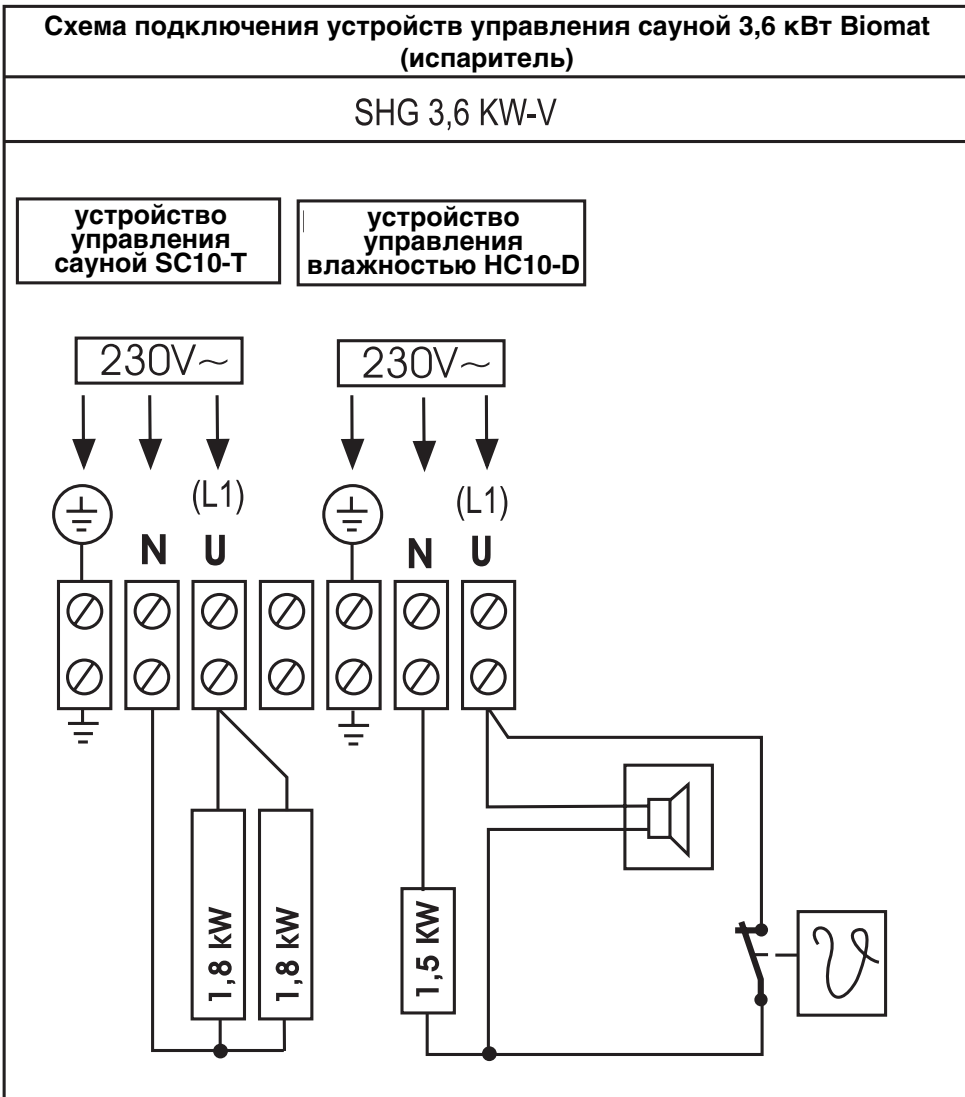 Схема подключения устройств управления сауной 3,6 кВт Biomat
(испаритель)
SHG 3,6 KW-V
устройство
управления
сауной SC10-T
устройство
управления
влажностью HC10-D
230V~
230V~
(L1)
(L1)
N
U
N
U
1,8 kW
1,8 kW
1,5 KW
ϑ